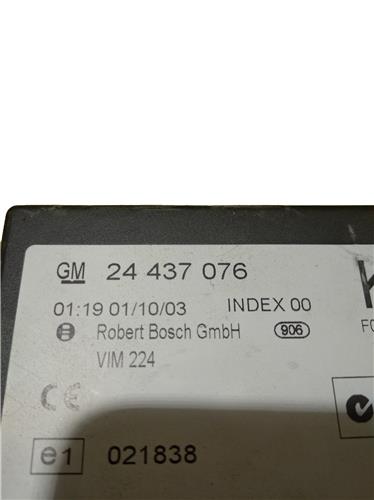 GM 24 437 076
01:19 01/10/03 INDEX 00
Robert Bosch GmbH 906
VIM 224
CE
e1 021838